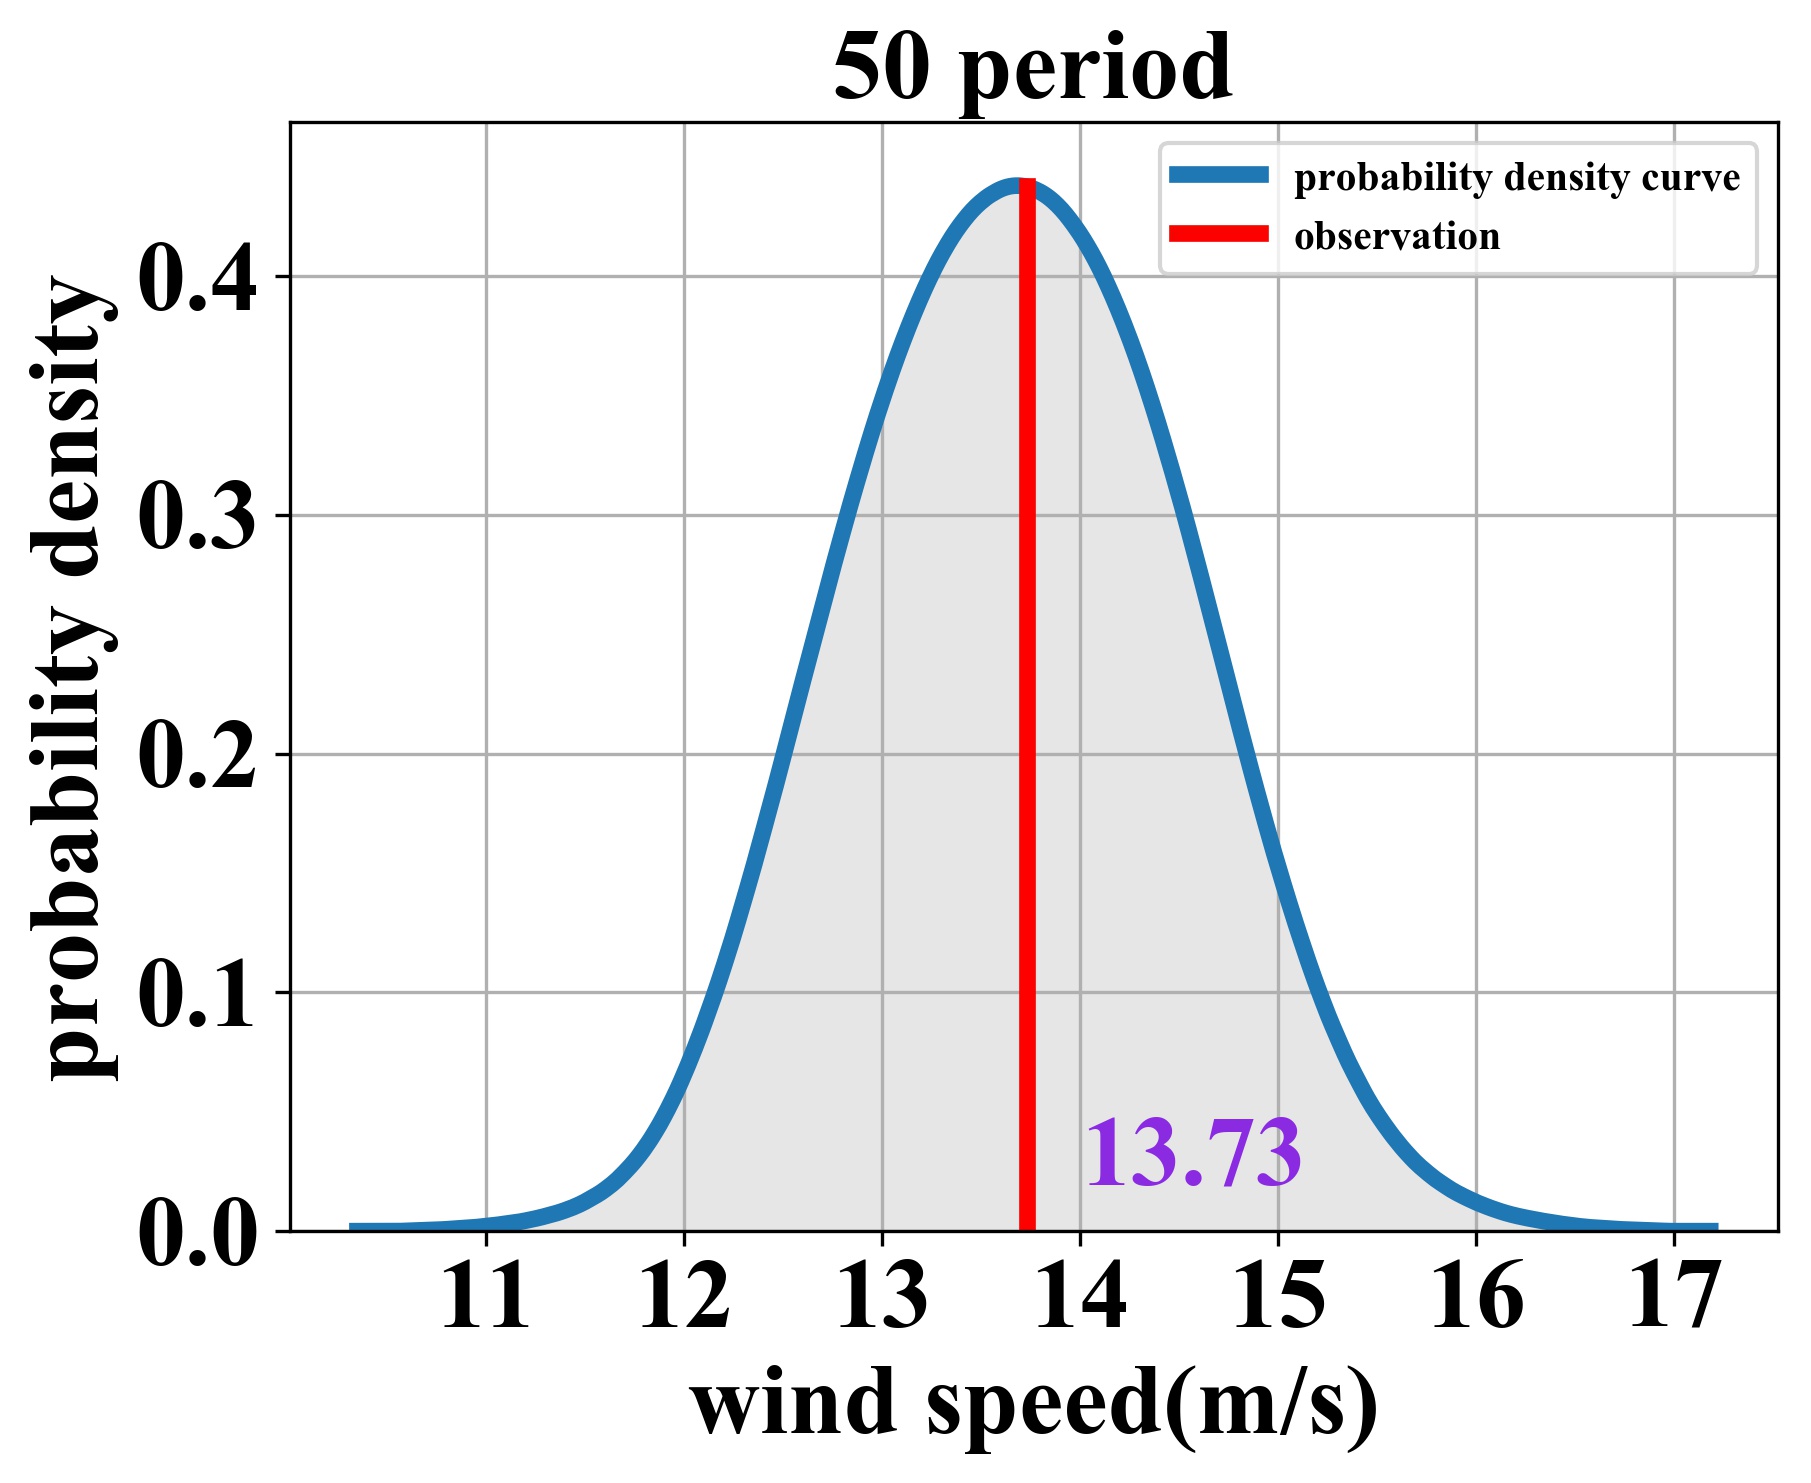 50 period
probability density curve
observation
probability density
0.4
0.3
0.2
0.1
0.0
13.73
11 12 13 14 15 16 17
wind speed(m/s)